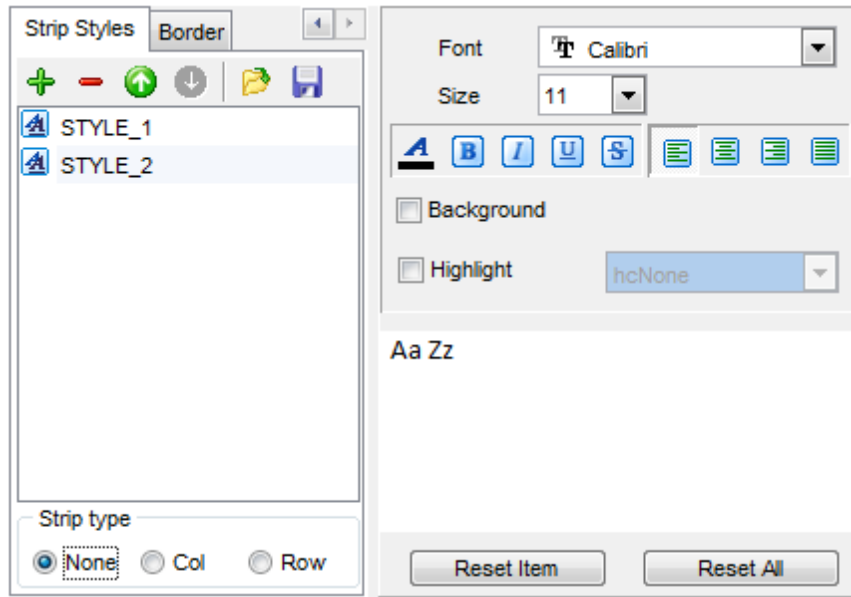 Strip Styles Border
STYLE_1
STYLE_2
Strip type
None Col Row
Font Calibri
Size 11
A B I U S
Background
Highlight hcNone
Aa Zz
Reset Item Reset All